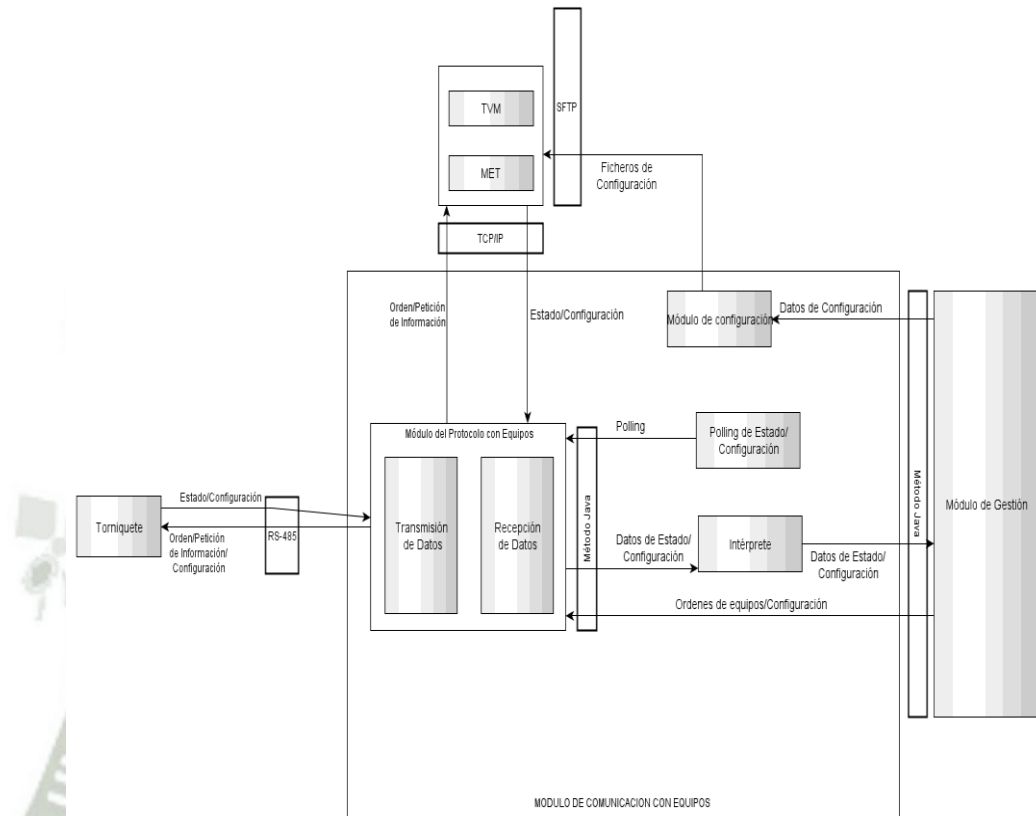 TVM
SFTP
MET
Ficheros de
Configuración
TCP/IP
Orden/Petición
de Información
Estado/Configuración
Módulo de configuración
Datos de Configuración
Módulo del Protocolo con Equipos
Polling
Polling de Estado/
Configuración
Método Java
Módulo de Gestión
Torniquete
Estado/Configuración
RS-485
Orden/Petición
de Información/
Configuración
Transmisión
de Datos
Recepción
de Datos
Método Java
Datos de Estado/
Configuración
Intérprete
Datos de Estado/
Configuración
Ordenes de equipos/Configuración
MODULO DE COMUNICACION CON EQUIPOS